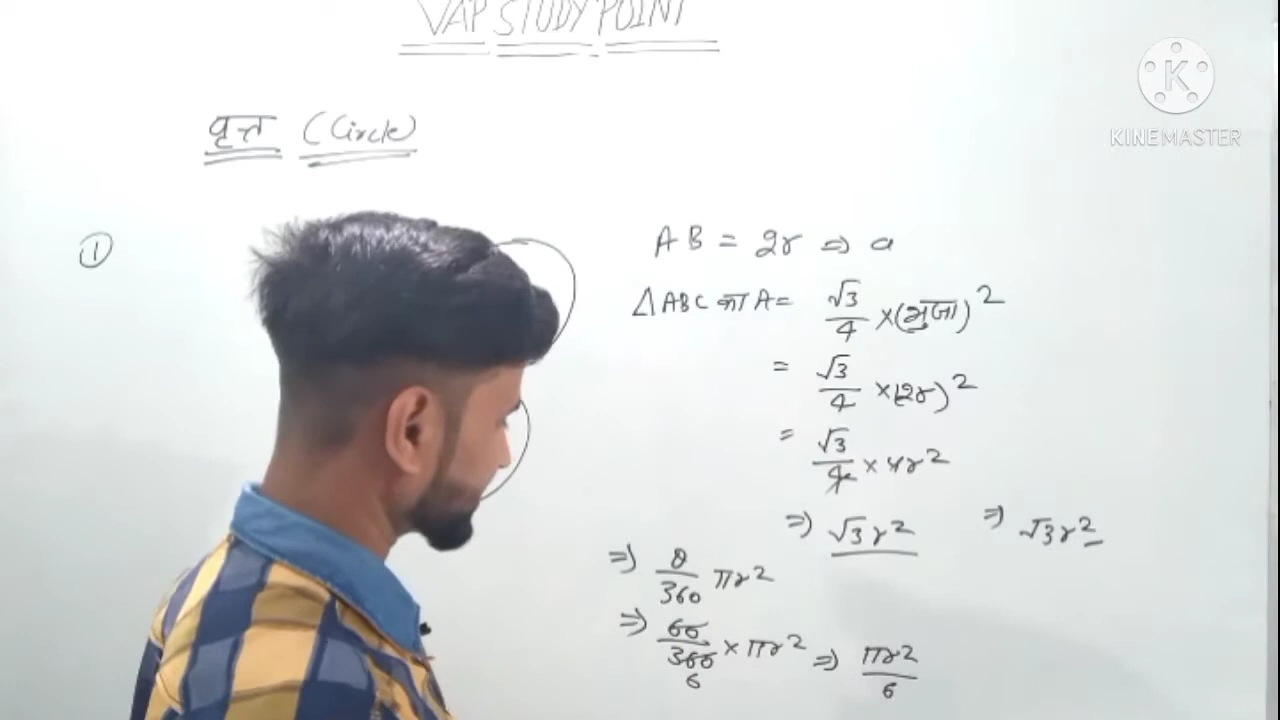 VAP STUDY POINT
KINEMASTER
वृत्त (Circle)
①
AB = 2r ⇒ a
△ABC का A = √3/4 × (भुजा)²
= √3/4 × (2r)²
= √3/4 × 4r²
⇒ √3r² ⇒ √3r²
⇒ θ/360 πr²
⇒ 60/360 × πr² ⇒ πr²/6
6